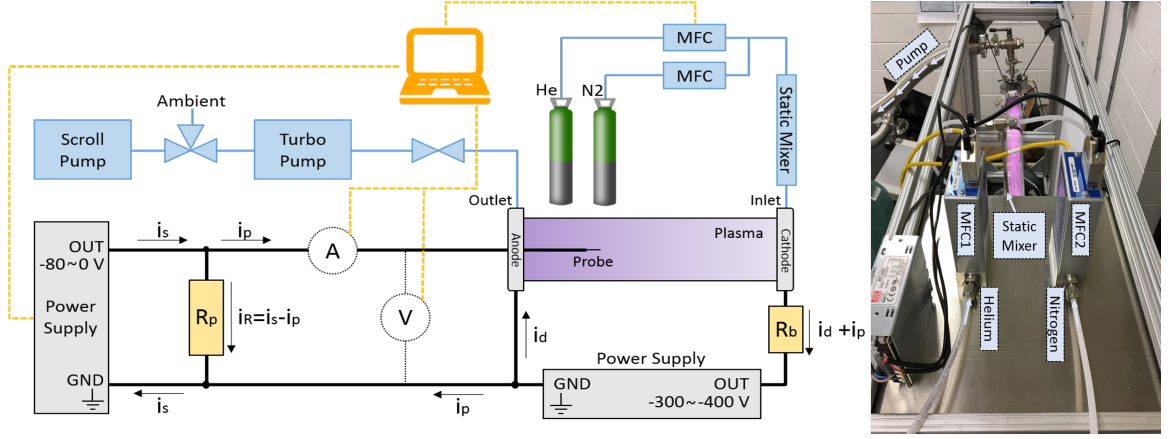 MFC
He
N2
MFC
Ambient
Scroll
Pump
Turbo
Pump
Static Mixer
Outlet
Inlet
OUT
-80~0 V
Power
Supply
GND
is
ip
A
Anode
Plasma
Probe
Cathode
Rp
iR=is-ip
V
id
Rb
id +ip
Power Supply
GND
OUT
-300~-400 V
is
ip
Pump
MFC1
Static
Mixer
MFC2
Helium
Nitrogen